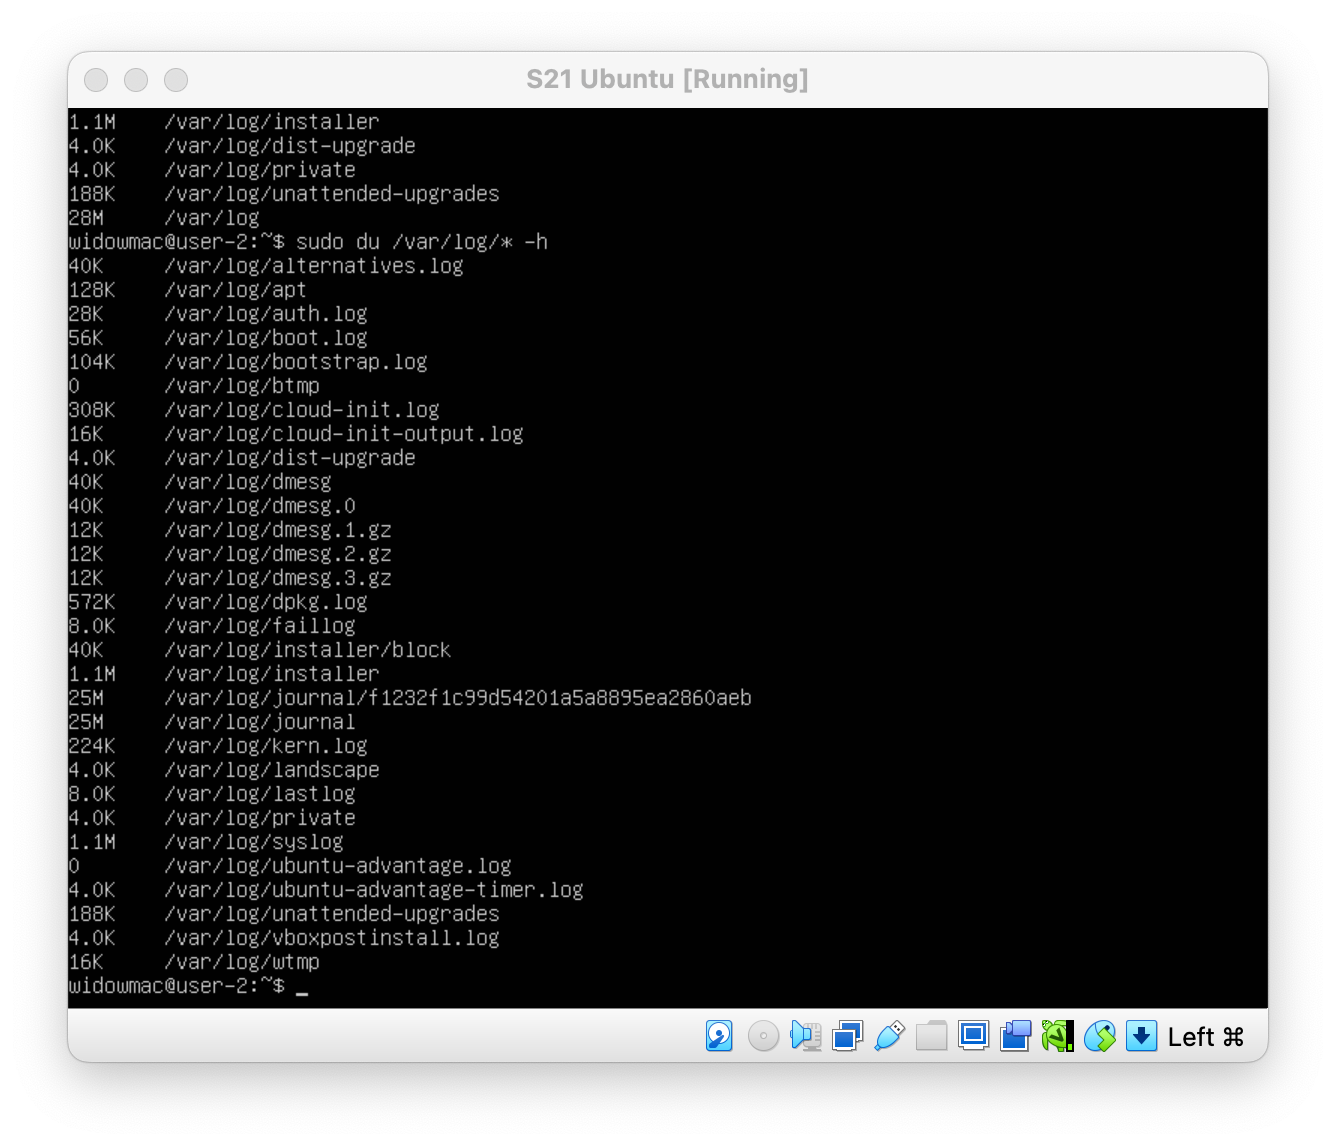 S21 Ubuntu [Running]
1.1M /var/log/installer
4.0K /var/log/dist-upgrade
4.0K /var/log/private
188K /var/log/unattended-upgrades
28M /var/log
widowmac@user-2:~$ sudo du /var/log/* -h
40K /var/log/alternatives.log
128K /var/log/apt
28K /var/log/auth.log
56K /var/log/boot.log
104K /var/log/bootstrap.log
0 /var/log/btmp
308K /var/log/cloud-init.log
16K /var/log/cloud-init-output.log
4.0K /var/log/dist-upgrade
40K /var/log/dmesg
40K /var/log/dmesg.0
12K /var/log/dmesg.1.gz
12K /var/log/dmesg.2.gz
12K /var/log/dmesg.3.gz
572K /var/log/dpkg.log
8.0K /var/log/faillog
40K /var/log/installer/block
1.1M /var/log/installer
25M /var/log/journal/f1232f1c99d54201a5a8895ea2860aeb
25M /var/log/journal
224K /var/log/kern.log
4.0K /var/log/landscape
8.0K /var/log/lastlog
4.0K /var/log/private
1.1M /var/log/syslog
0 /var/log/ubuntu-advantage.log
4.0K /var/log/ubuntu-advantage-timer.log
188K /var/log/unattended-upgrades
4.0K /var/log/vboxpostinstall.log
16K /var/log/wtmp
widowmac@user-2:~$ _
Left ⌘